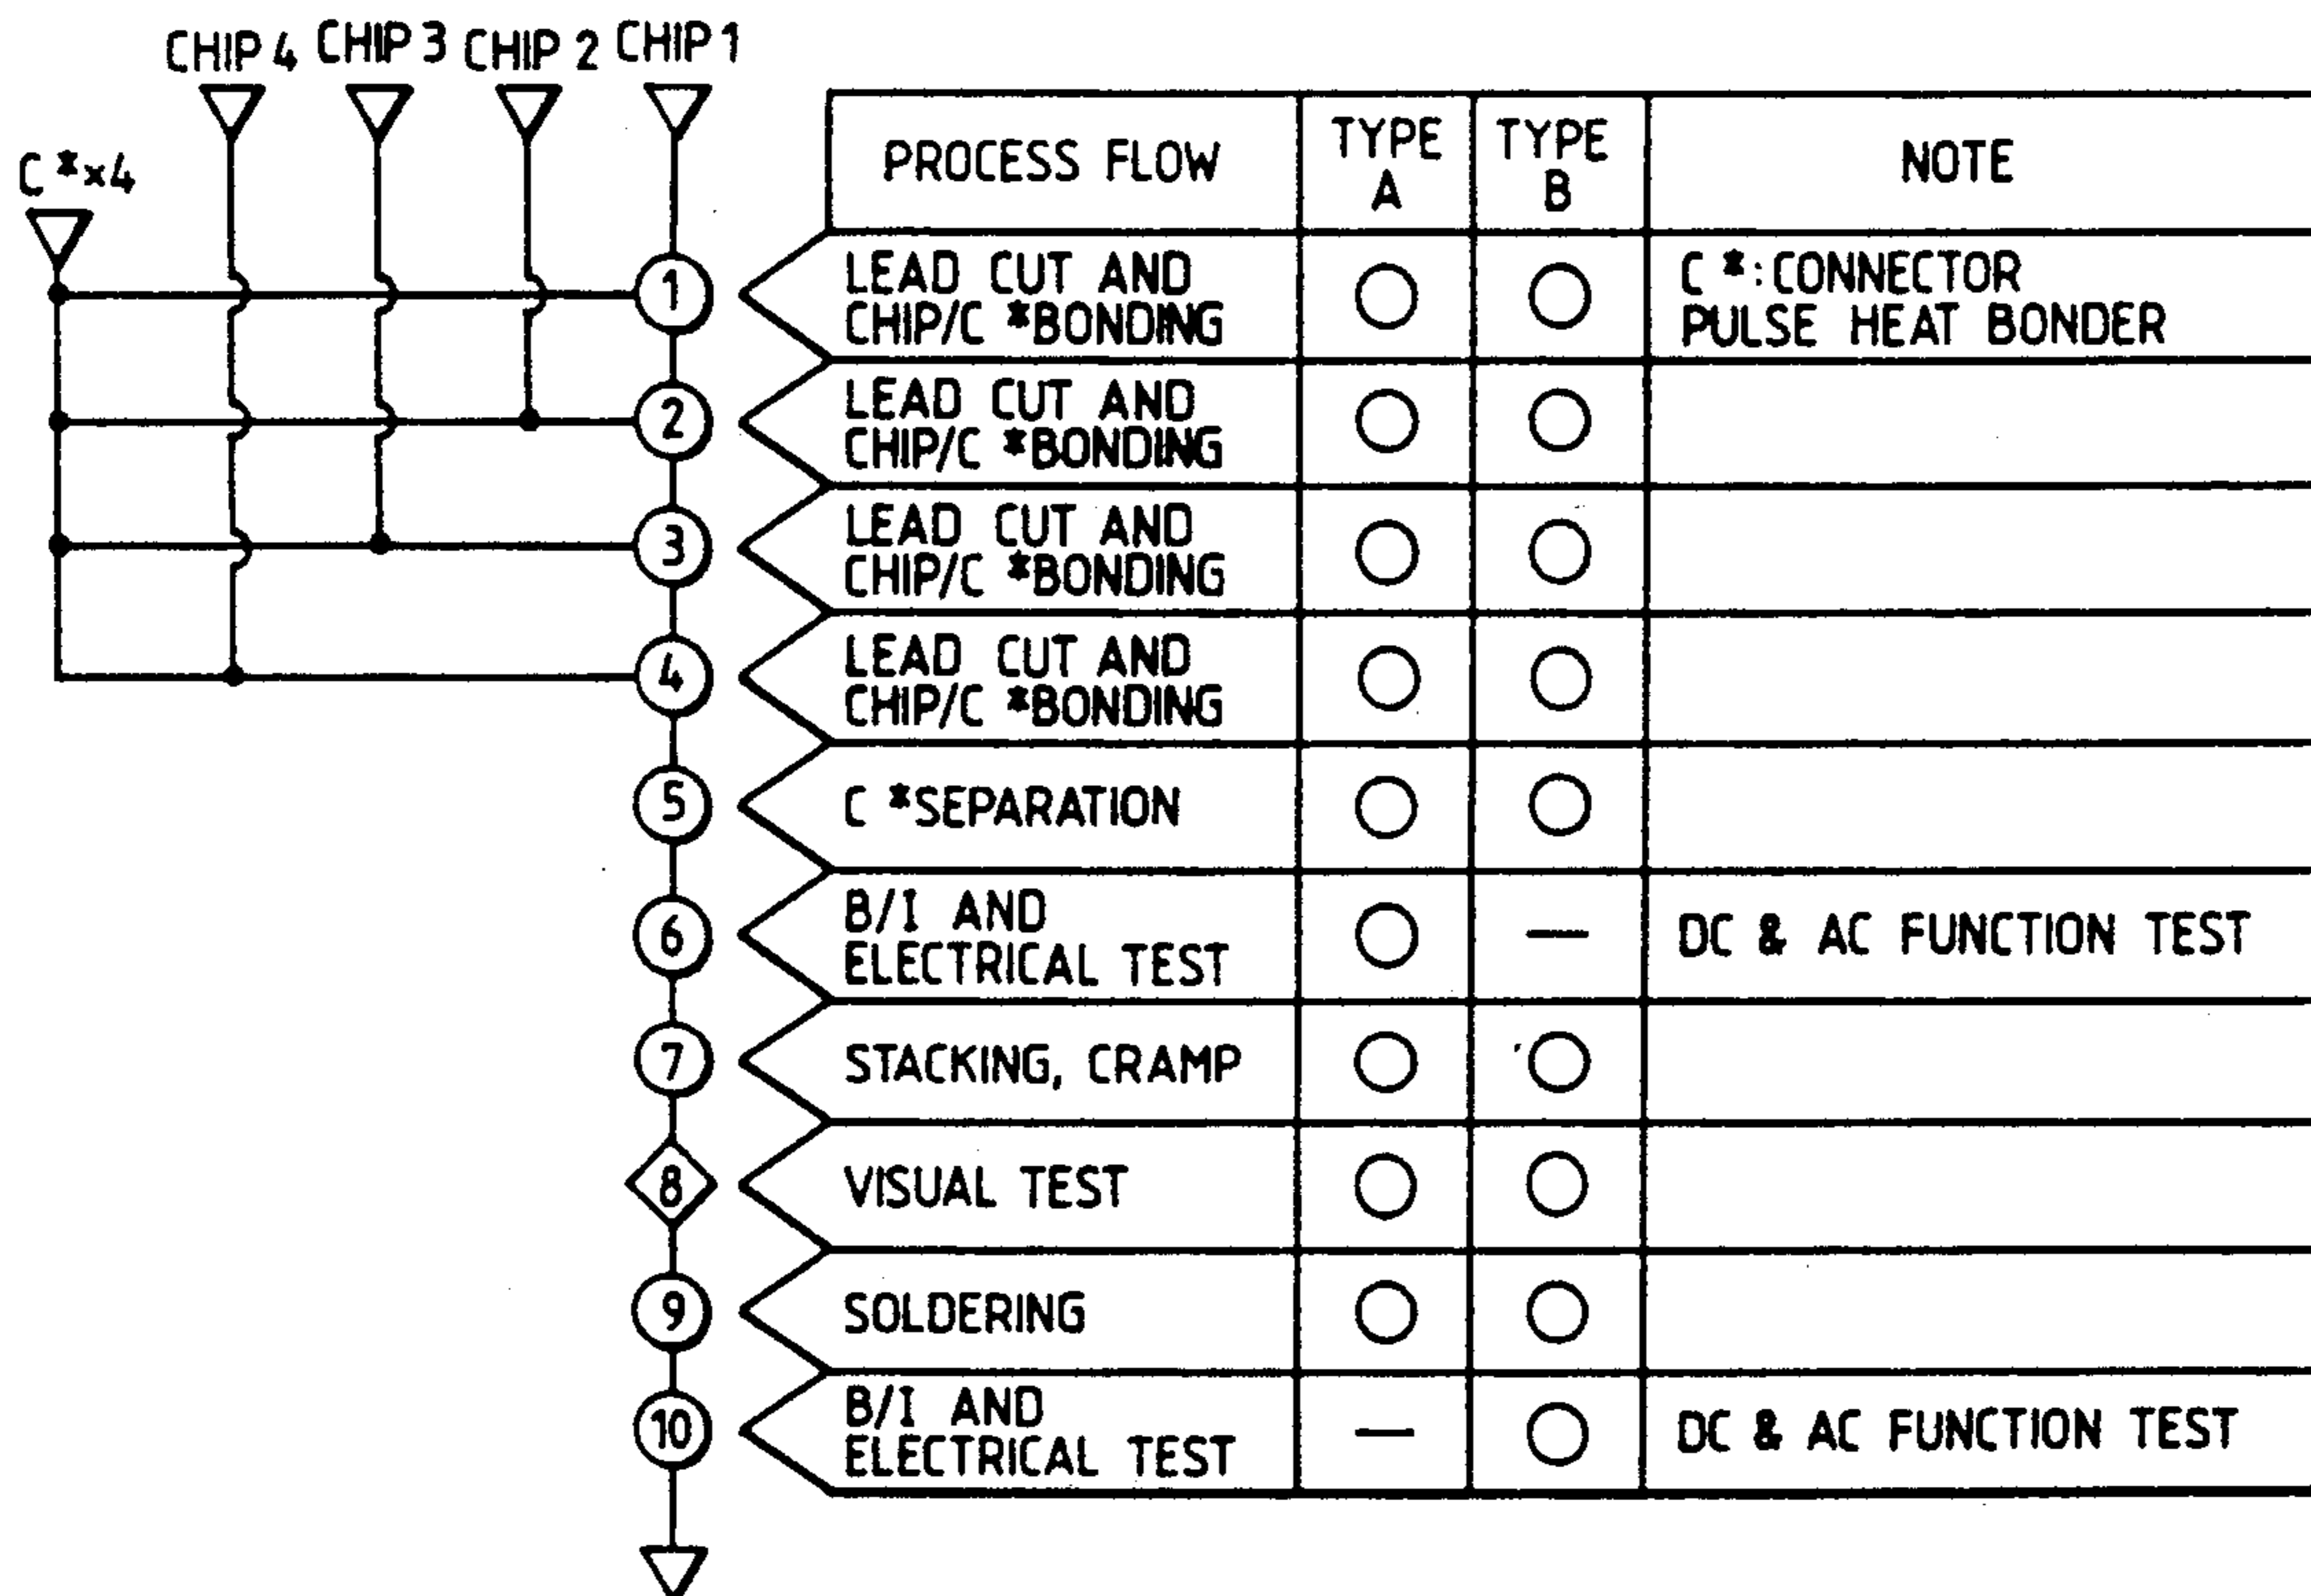 CHIP 4 CHIP 3 CHIP 2 CHIP 1
C *×4
PROCESS FLOW
TYPE
A
TYPE
B
NOTE
1
LEAD CUT AND
CHIP/C *BONDING
C *:CONNECTOR
PULSE HEAT BONDER
2
LEAD CUT AND
CHIP/C *BONDING
3
LEAD CUT AND
CHIP/C *BONDING
4
LEAD CUT AND
CHIP/C *BONDING
5
C *SEPARATION
6
B/I AND
ELECTRICAL TEST
—
DC & AC FUNCTION TEST
7
STACKING, CRAMP
8
VISUAL TEST
9
SOLDERING
10
B/I AND
ELECTRICAL TEST
—
DC & AC FUNCTION TEST